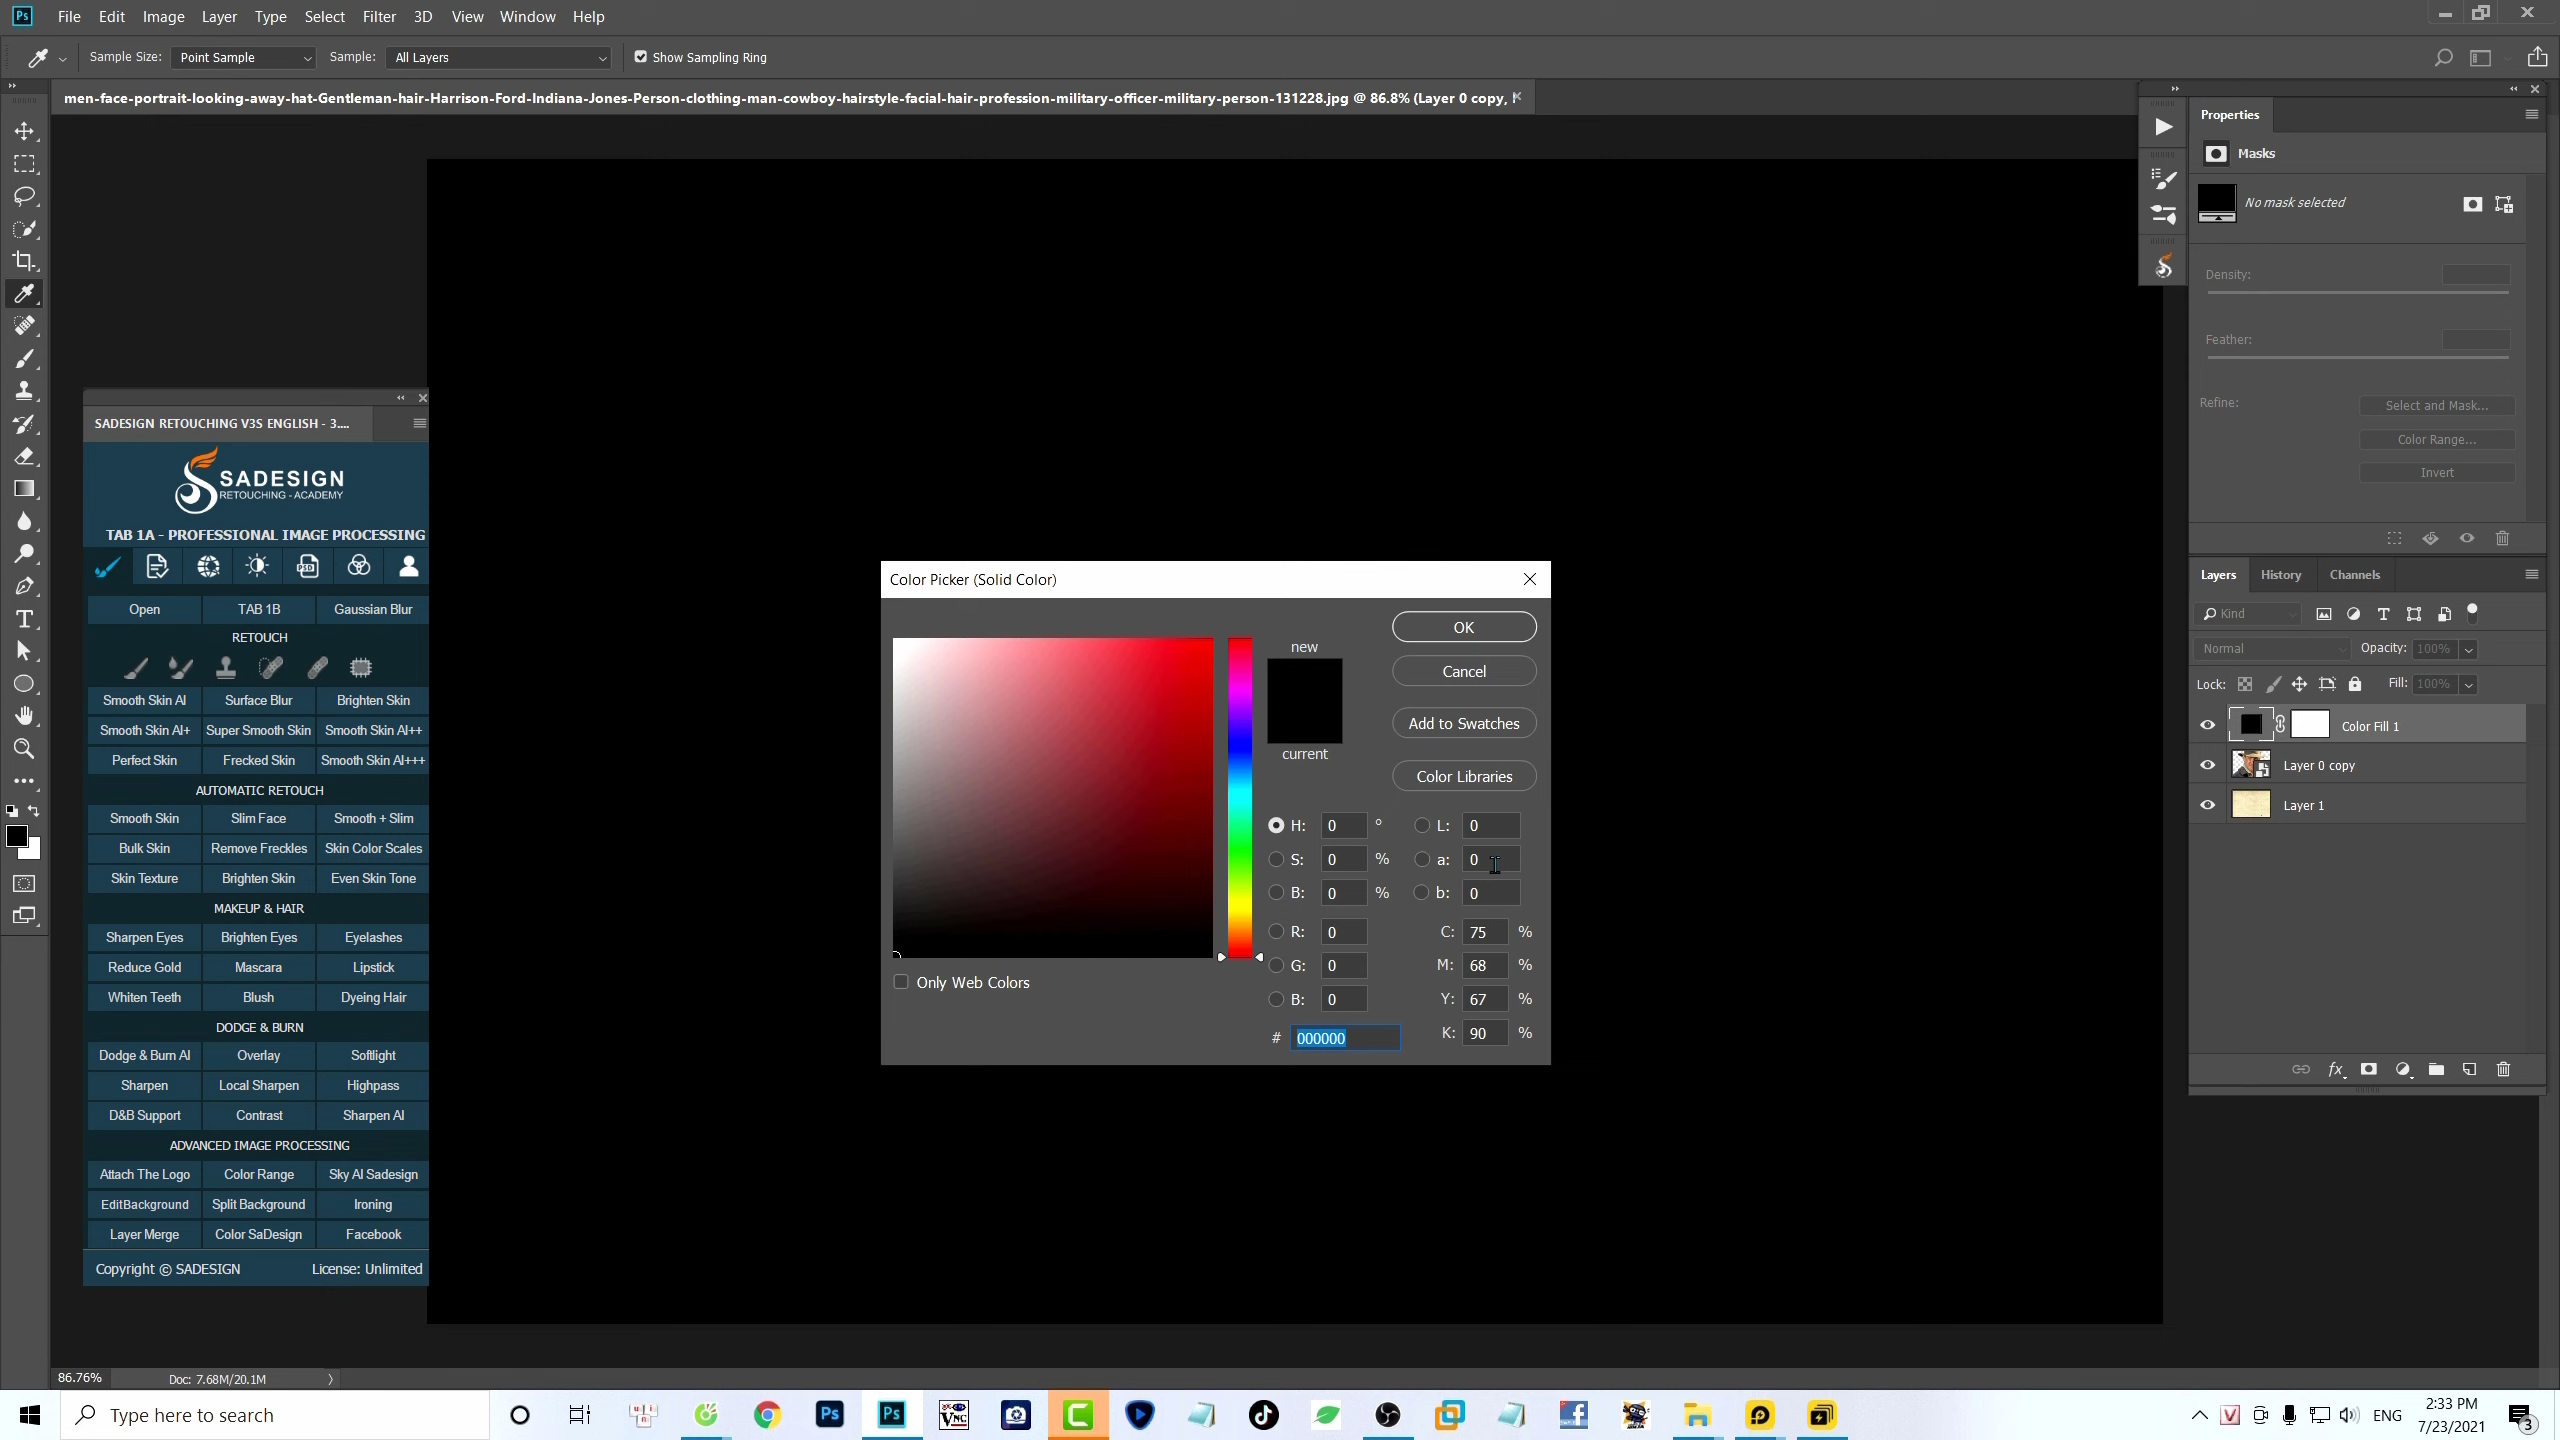 File Edit Image Layer Type Select Filter 3D View Window Help
Sample Size: Point Sample Sample: All Layers Show Sampling Ring
men-face-portrait-looking-away-hat-Gentleman-hair-Harrison-Ford-Indiana-Jones-Person-clothing-man-cowboy-hairstyle-facial-hair-profession-military-officer-military-person-131228.jpg @ 86.8% (Layer 0 copy,
Properties
Masks
No mask selected
Density:
Feather:
Refine:
Select and Mask...
Color Range...
Invert
SADESIGN RETOUCHING V3S ENGLISH - 3....
SADESIGN
RETOUCHING - ACADEMY
TAB 1A - PROFESSIONAL IMAGE PROCESSING
Open TAB 1B Gaussian Blur
RETOUCH
Smooth Skin AI Surface Blur Brighten Skin
Smooth Skin AI+ Super Smooth Skin Smooth Skin AI++
Perfect Skin Frecked Skin Smooth Skin AI+++
AUTOMATIC RETOUCH
Smooth Skin Slim Face Smooth + Slim
Bulk Skin Remove Freckles Skin Color Scales
Skin Texture Brighten Skin Even Skin Tone
MAKEUP & HAIR
Sharpen Eyes Brighten Eyes Eyelashes
Reduce Gold Mascara Lipstick
Whiten Teeth Blush Dyeing Hair
DODGE & BURN
Dodge & Burn AI Overlay Softlight
Sharpen Local Sharpen Highpass
D&B Support Contrast Sharpen AI
ADVANCED IMAGE PROCESSING
Attach The Logo Color Range Sky AI Sadesign
EditBackground Split Background Ironing
Layer Merge Color SaDesign Facebook
Copyright © SADESIGN License: Unlimited
Color Picker (Solid Color)
new
current
OK
Cancel
Add to Swatches
Color Libraries
H: 0 ° L: 0
S: 0 % a: 0
B: 0 % b: 0
R: 0 C: 75 %
G: 0 M: 68 %
B: 0 Y: 67 %
# 000000 K: 90 %
Only Web Colors
Layers History Channels
Kind
Normal Opacity: 100%
Lock: Fill: 100%
Color Fill 1
Layer 0 copy
Layer 1
86.76% Doc: 7.68M/20.1M
Type here to search
ENG
2:33 PM
7/23/2021
3